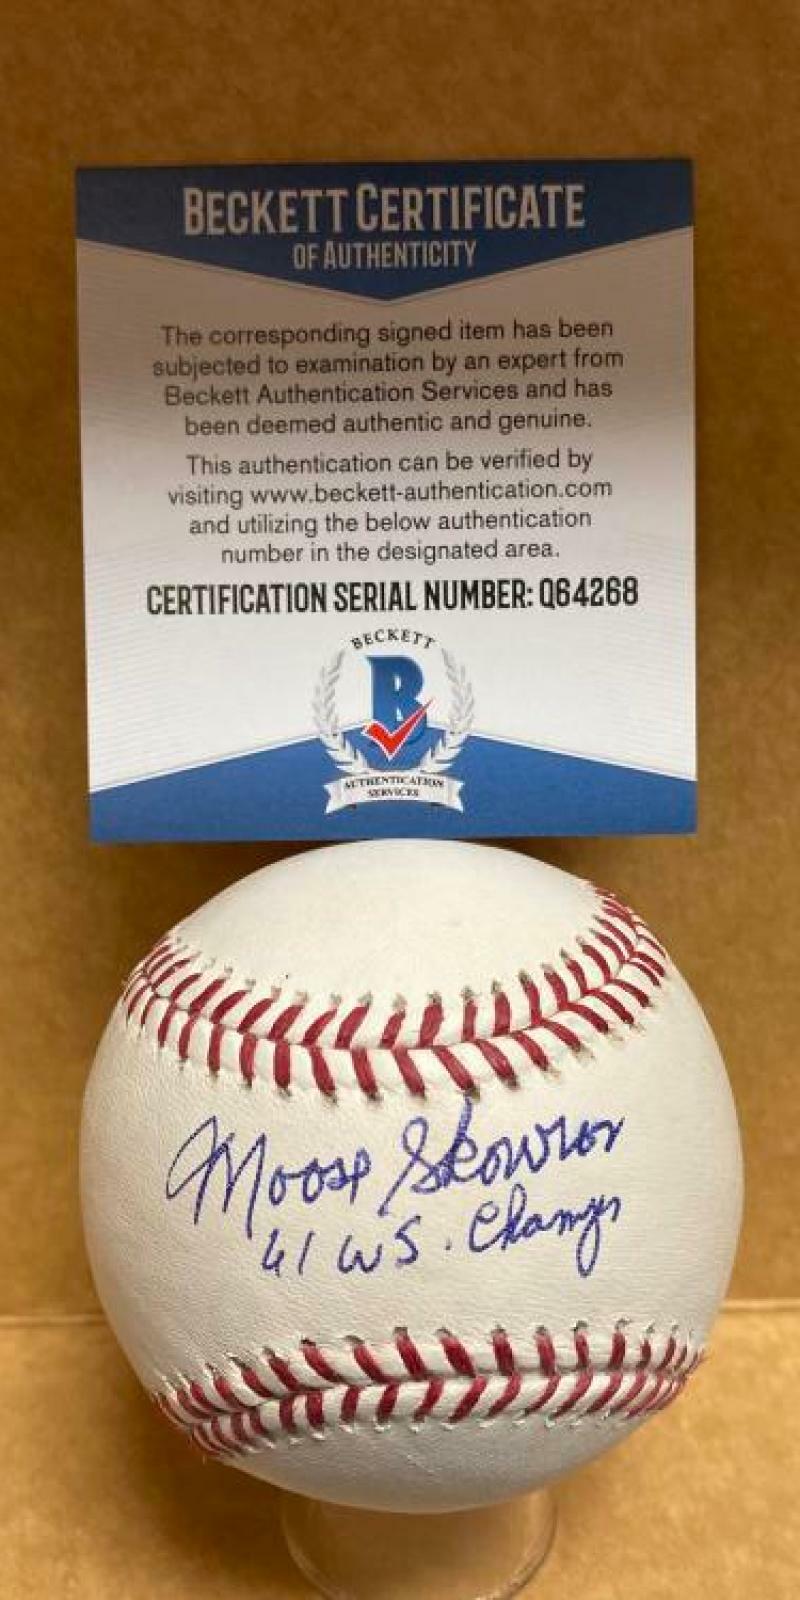 BECKETT CERTIFICATE
OF AUTHENTICITY
The corresponding signed item has been
subjected to examination by an expert from
Beckett Authentication Services and has
been deemed authentic and genuine.
This authentication can be verified by
visiting www.beckett-authentication.com
and utilizing the below authentication
number in the designated area.
CERTIFICATION SERIAL NUMBER: Q64268
BECKETT
B
AUTHENTICATION
SERVICES
Moose Skowron
61 WS. Champs